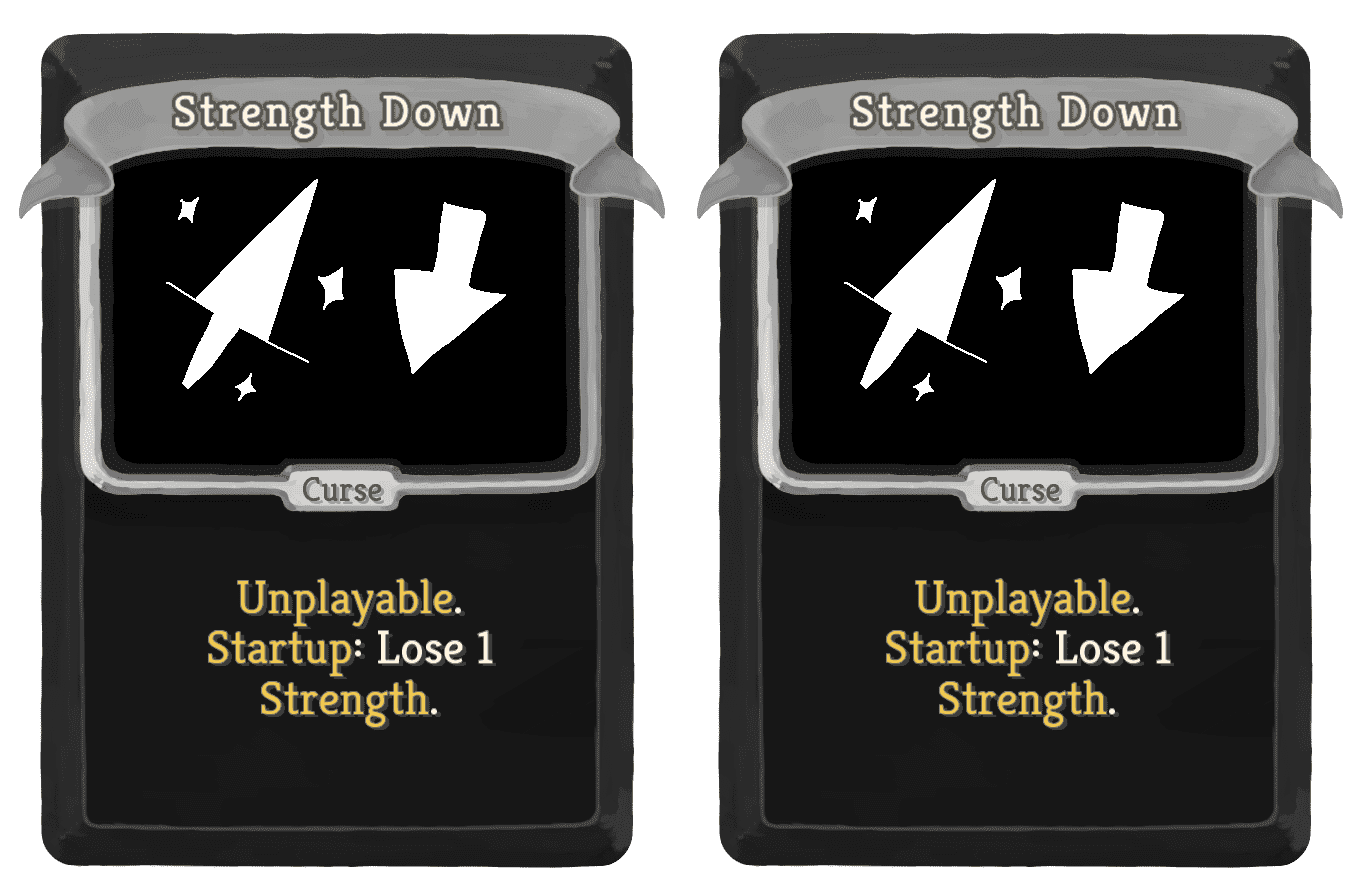 Strength Down
Curse
Unplayable.
Startup: Lose 1
Strength.
Strength Down
Curse
Unplayable.
Startup: Lose 1
Strength.